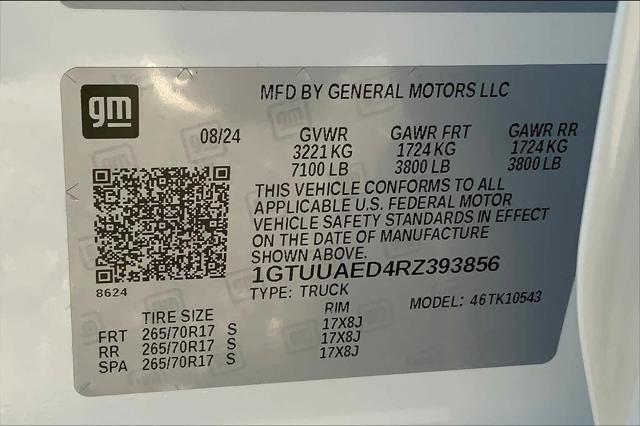 gm
MFD BY GENERAL MOTORS LLC
08/24 GVWR GAWR FRT GAWR RR
3221 KG 1724 KG 1724 KG
7100 LB 3800 LB 3800 LB
THIS VEHICLE CONFORMS TO ALL
APPLICABLE U.S. FEDERAL MOTOR
VEHICLE SAFETY STANDARDS IN EFFECT
ON THE DATE OF MANUFACTURE
SHOWN ABOVE.
1GTUUAED4RZ393856
8624
TYPE: TRUCK MODEL: 46TK10543
TIRE SIZE RIM
FRT 265/70R17 S 17X8J
RR 265/70R17 S 17X8J
SPA 265/70R17 S 17X8J